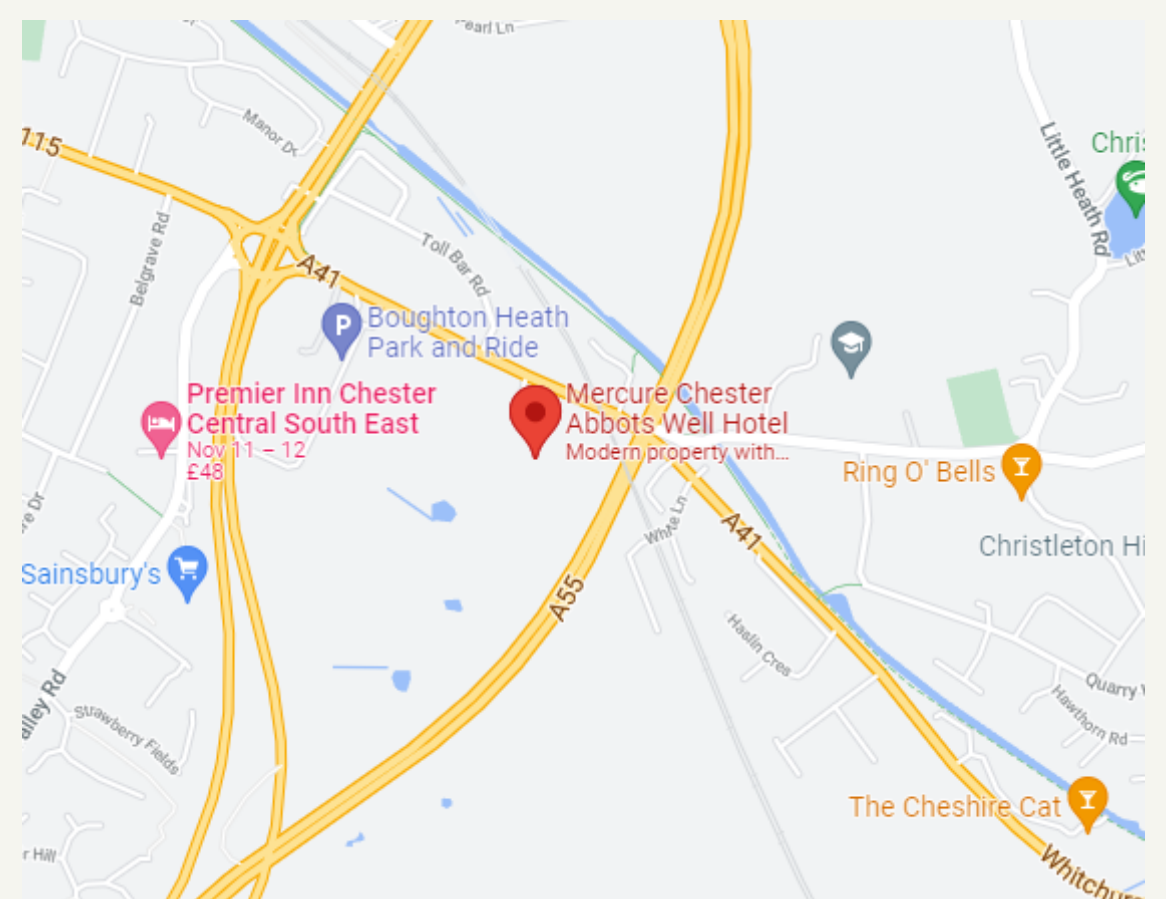 Pearl Ln
115
Manor Dr
Little Heath Rd
Chris
Belgrave Rd
A41
Toll Bar Rd
Boughton Heath
Park and Ride
Premier Inn Chester
Central South East
Nov 11 – 12
£48
Mercure Chester
Abbots Well Hotel
Modern property with...
Ring O' Bells
White Ln
A41
Christleton Hi
Sainsbury's
A55
Haslin Cres
alley Rd
Strawberry Fields
Quarry
Hawthorn Rd
The Cheshire Cat
r Hill